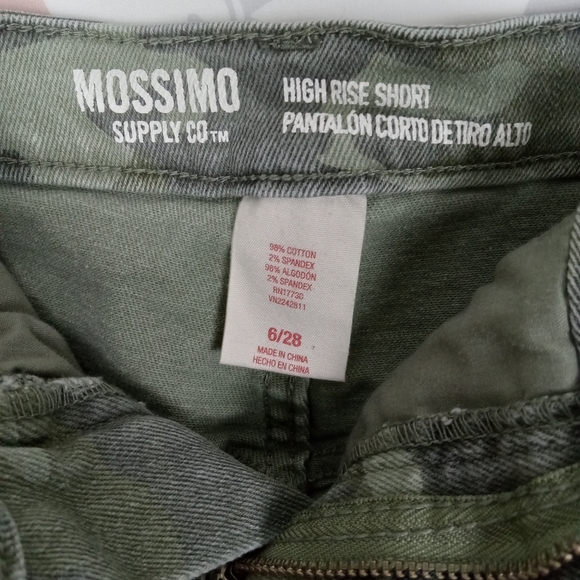 MOSSIMO
SUPPLY CO™
HIGH RISE SHORT
PANTALÓN CORTO DE TIRO ALTO
98% COTTON
2% SPANDEX
98% ALGODÓN
2% SPANDEX
RN17730
VN2242811
6/28
MADE IN CHINA
HECHO EN CHINA